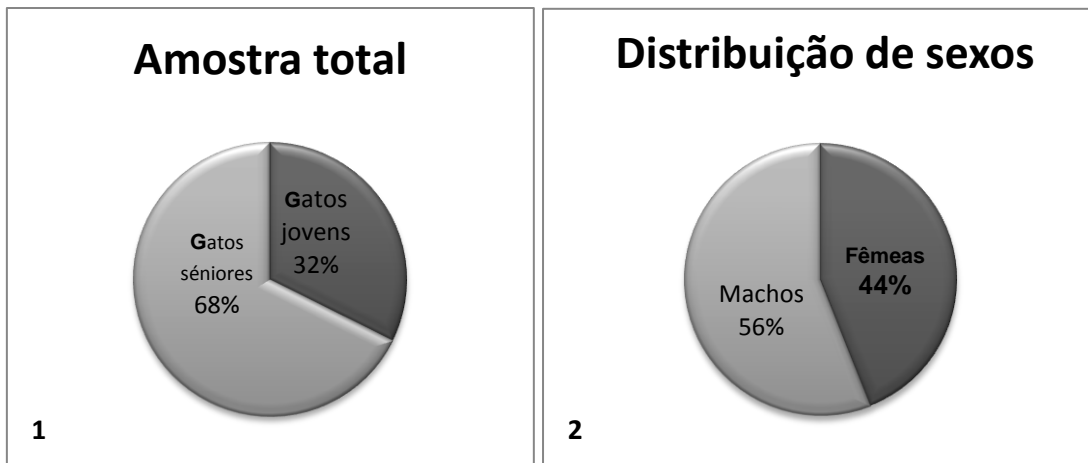 Amostra total
Gatos
jovens
32%
Gatos
séniores
68%
1
Distribuição de sexos
Fêmeas
44%
Machos
56%
2